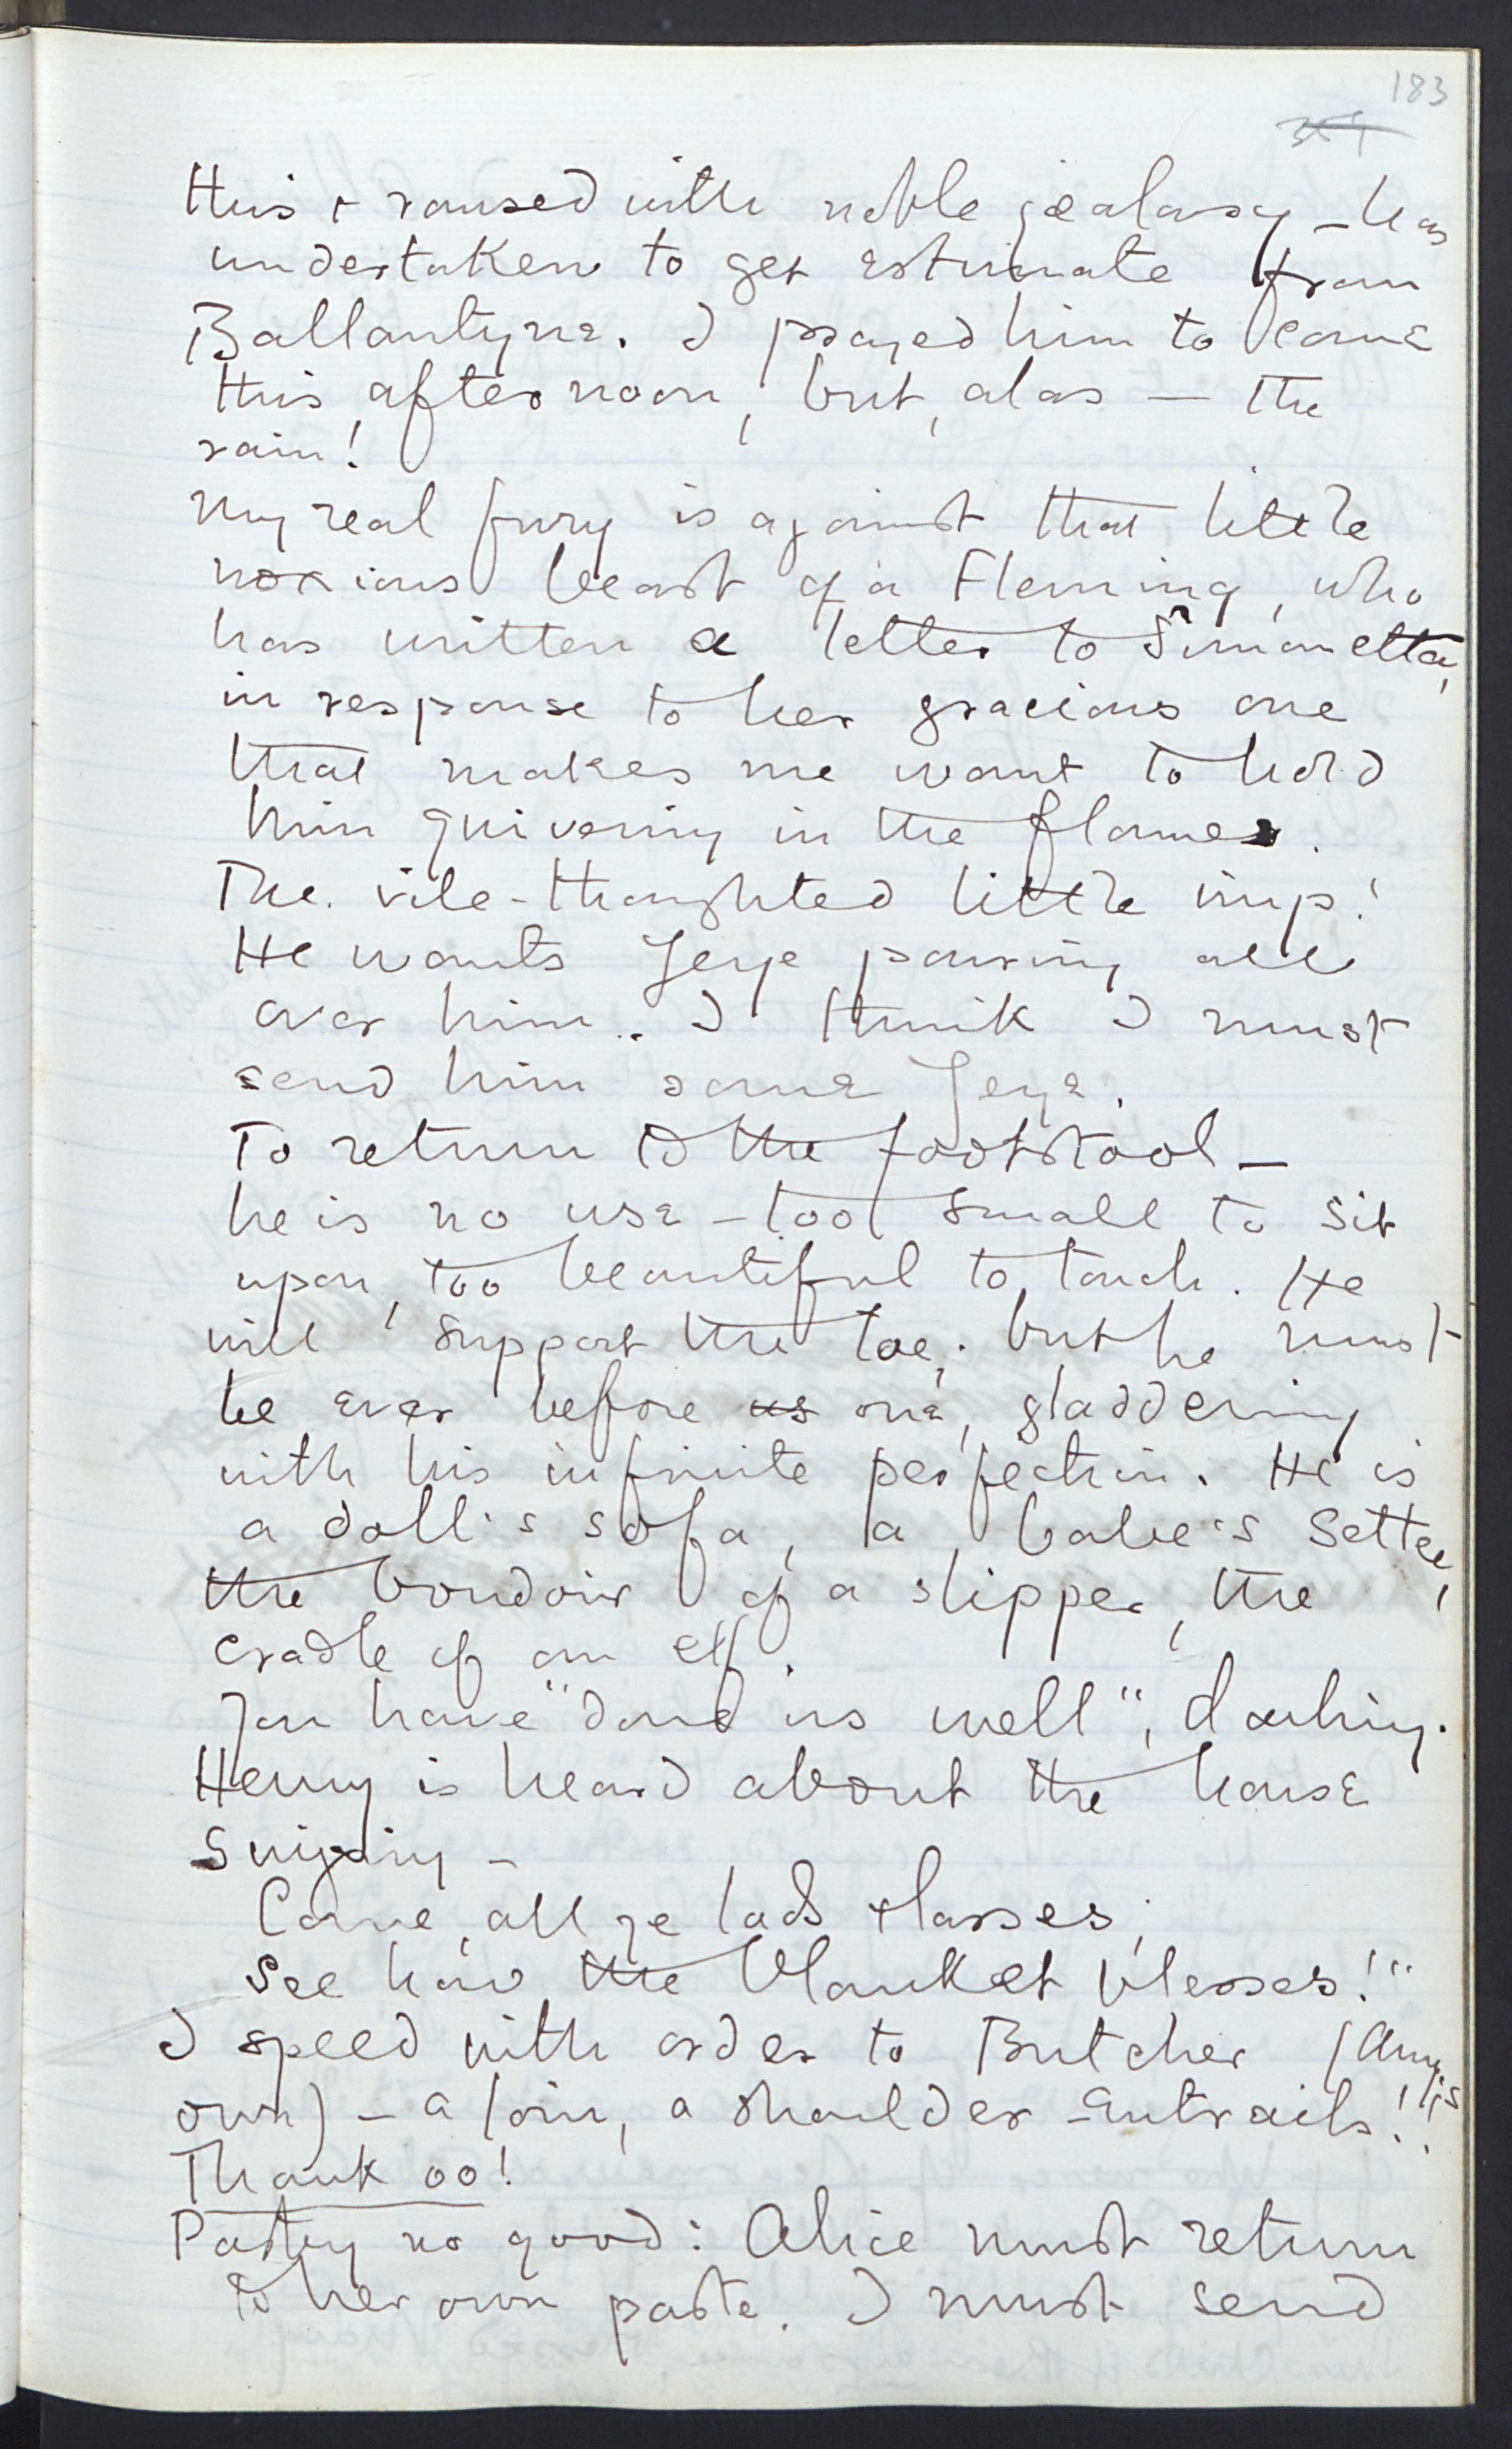 183
this & roused with noble jealousy – has
undertaken to get estimate from
Ballantyne. I prayed him to come
this afternoon, but, alas — the
rain!
My real fury is against that little
noxious beast of a Fleming, who
has written a letter to Simonetta,
in response to her gracious one
that makes me want to hold
him quivering in the flames.
The vile-thoughted little imp!
He wants Jeye pouring all
over him. I think I must
send him some Jeye.
To return to the footstool –
he is no use – too small to sit
upon, too beautiful to touch. He
will support the toe; but he must
be ever before us one, gladdening
with his infinite perfection. He is
a doll's sofa, a babe's settee,
the boudoir of a slipper, the
cradle of an elf.
You have "done us well", darling.
Henny is heard about the house
singing –
Come, all ye lads & lasses,
See how the blanket blesses!"
I speed with order to Butcher (Amy's
own) – a loin, a shoulder – entrails!!
Thank oo!
Pastry no good: Alice must return
to her own paste. I must send